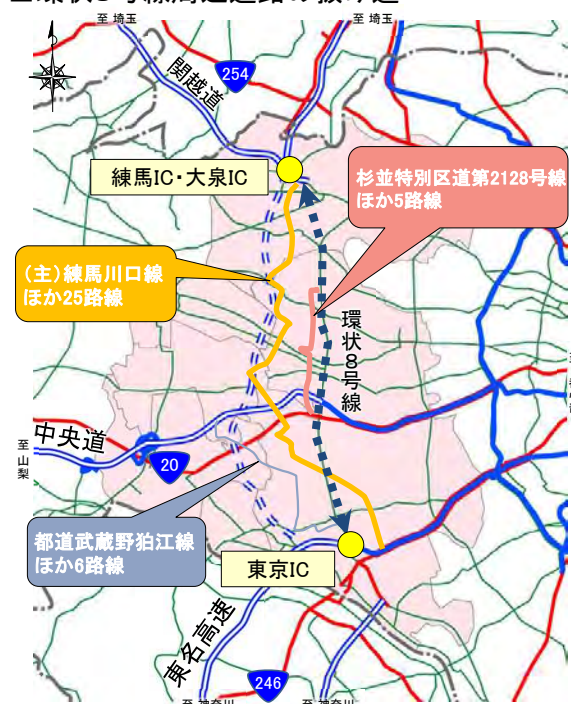 至 埼玉
関越道
254
練馬IC・大泉IC
杉並特別区道第2128号線
ほか5路線
(主)練馬川口線
ほか25路線
環状8号線
中央道
至 山梨
20
都道武蔵野狛江線
ほか6路線
東京IC
東名高速
246